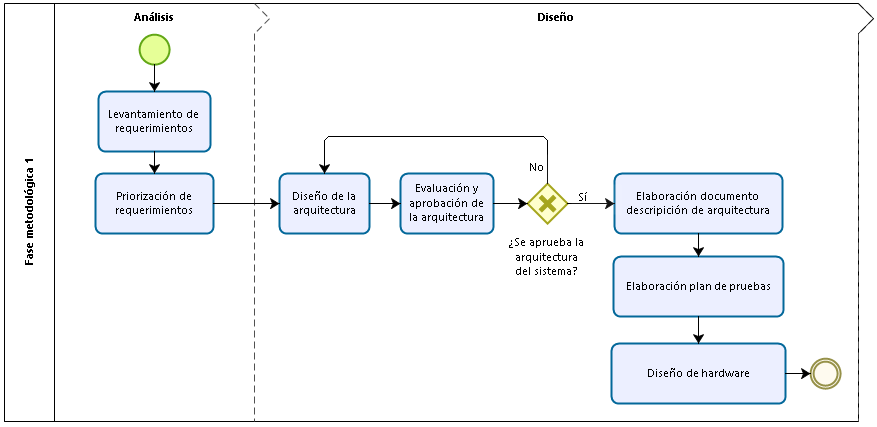 Análisis
Diseño
Fase metodológica 1
Levantamiento de
requerimientos
Priorización de
requerimientos
Diseño de la
arquitectura
Evaluación y
aprobación de
la arquitectura
No
Sí
¿Se aprueba la
arquitectura
del sistema?
Elaboración documento
descripición de arquitectura
Elaboración plan de pruebas
Diseño de hardware